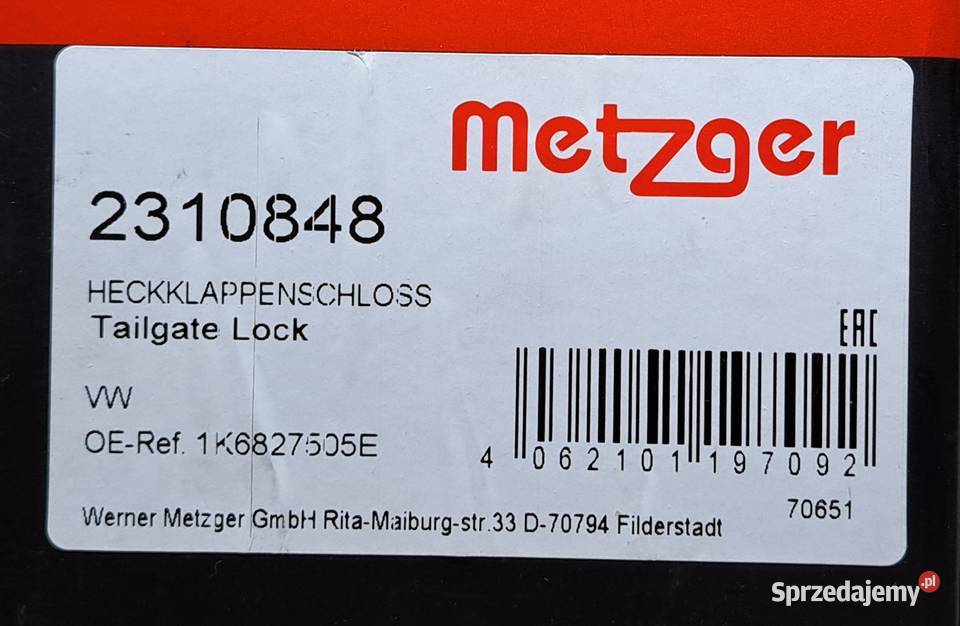 Metzger
2310848
HECKKLAPPENSCHLOSS
Tailgate Lock
EAC
VW
OE-Ref. 1K6827505E
4 062101 197092
70651
Werner Metzger GmbH Rita-Maiburg-str.33 D-70794 Filderstadt
Sprzedajemy.pl